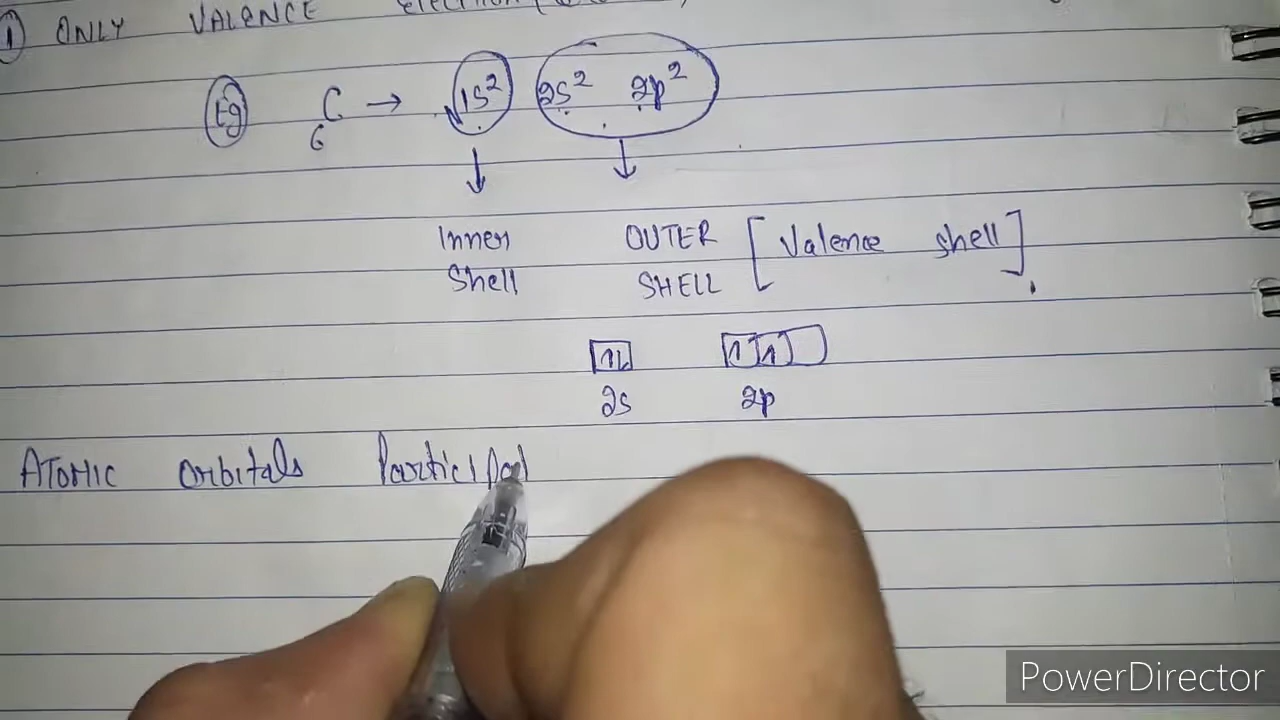 ① ONLY VALENCE
Eg ₆C → 1s² 2s² 2p²
↓ ↓
Inner OUTER [Valence shell]
Shell SHELL
2s 2p
ATOMIC orbitals Particip
PowerDirector